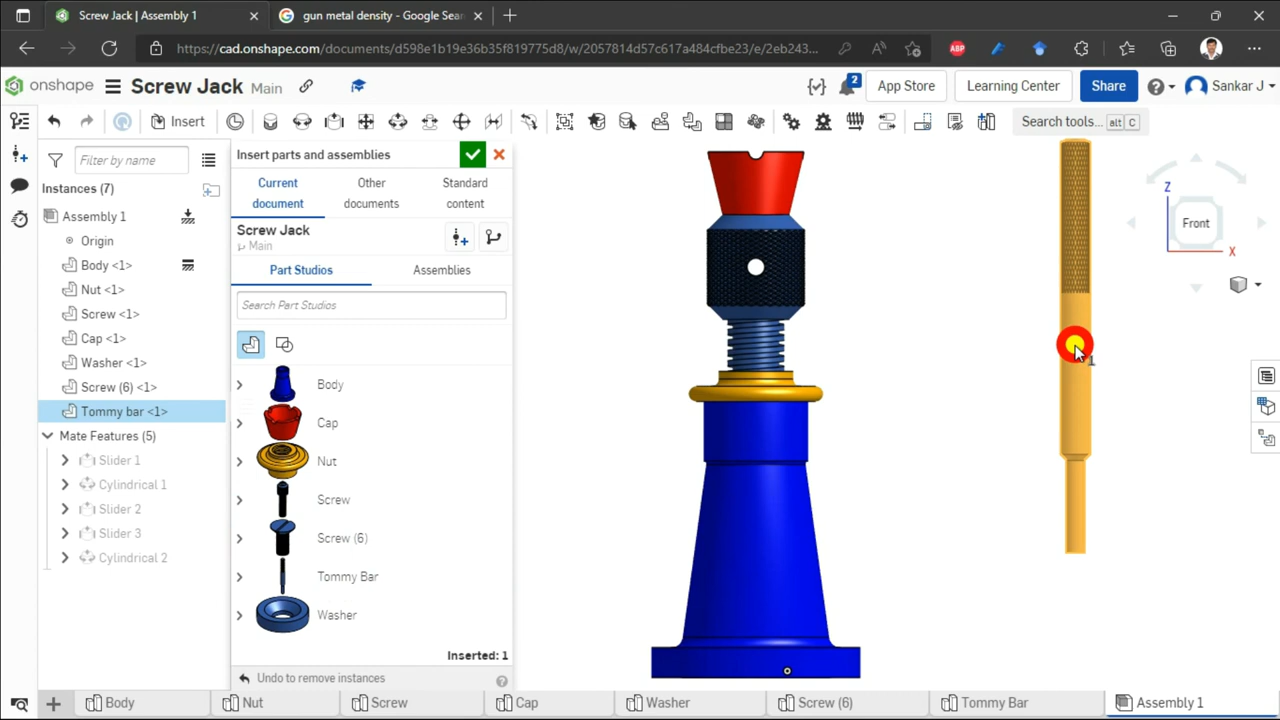 Screw Jack | Assembly 1
gun metal density - Google Sear
https://cad.onshape.com/documents/d598e1b19e36b35f819775d8/w/2057814d57c617a484cfbe23/e/2eb243...
ABP
onshape
Screw Jack Main
2
App Store
Learning Center
Share
Sankar J
Insert
Search tools... alt C
Filter by name
Instances (7)
Assembly 1
Origin
Body <1>
Nut <1>
Screw <1>
Cap <1>
Washer <1>
Screw (6) <1>
Tommy bar <1>
Mate Features (5)
Slider 1
Cylindrical 1
Slider 2
Slider 3
Cylindrical 2
Insert parts and assemblies
Current document
Other documents
Standard content
Screw Jack
Main
Part Studios
Assemblies
Search Part Studios
Body
Cap
Nut
Screw
Screw (6)
Tommy Bar
Washer
Inserted: 1
Undo to remove instances
Z
Front
X
Body
Nut
Screw
Cap
Washer
Screw (6)
Tommy Bar
Assembly 1